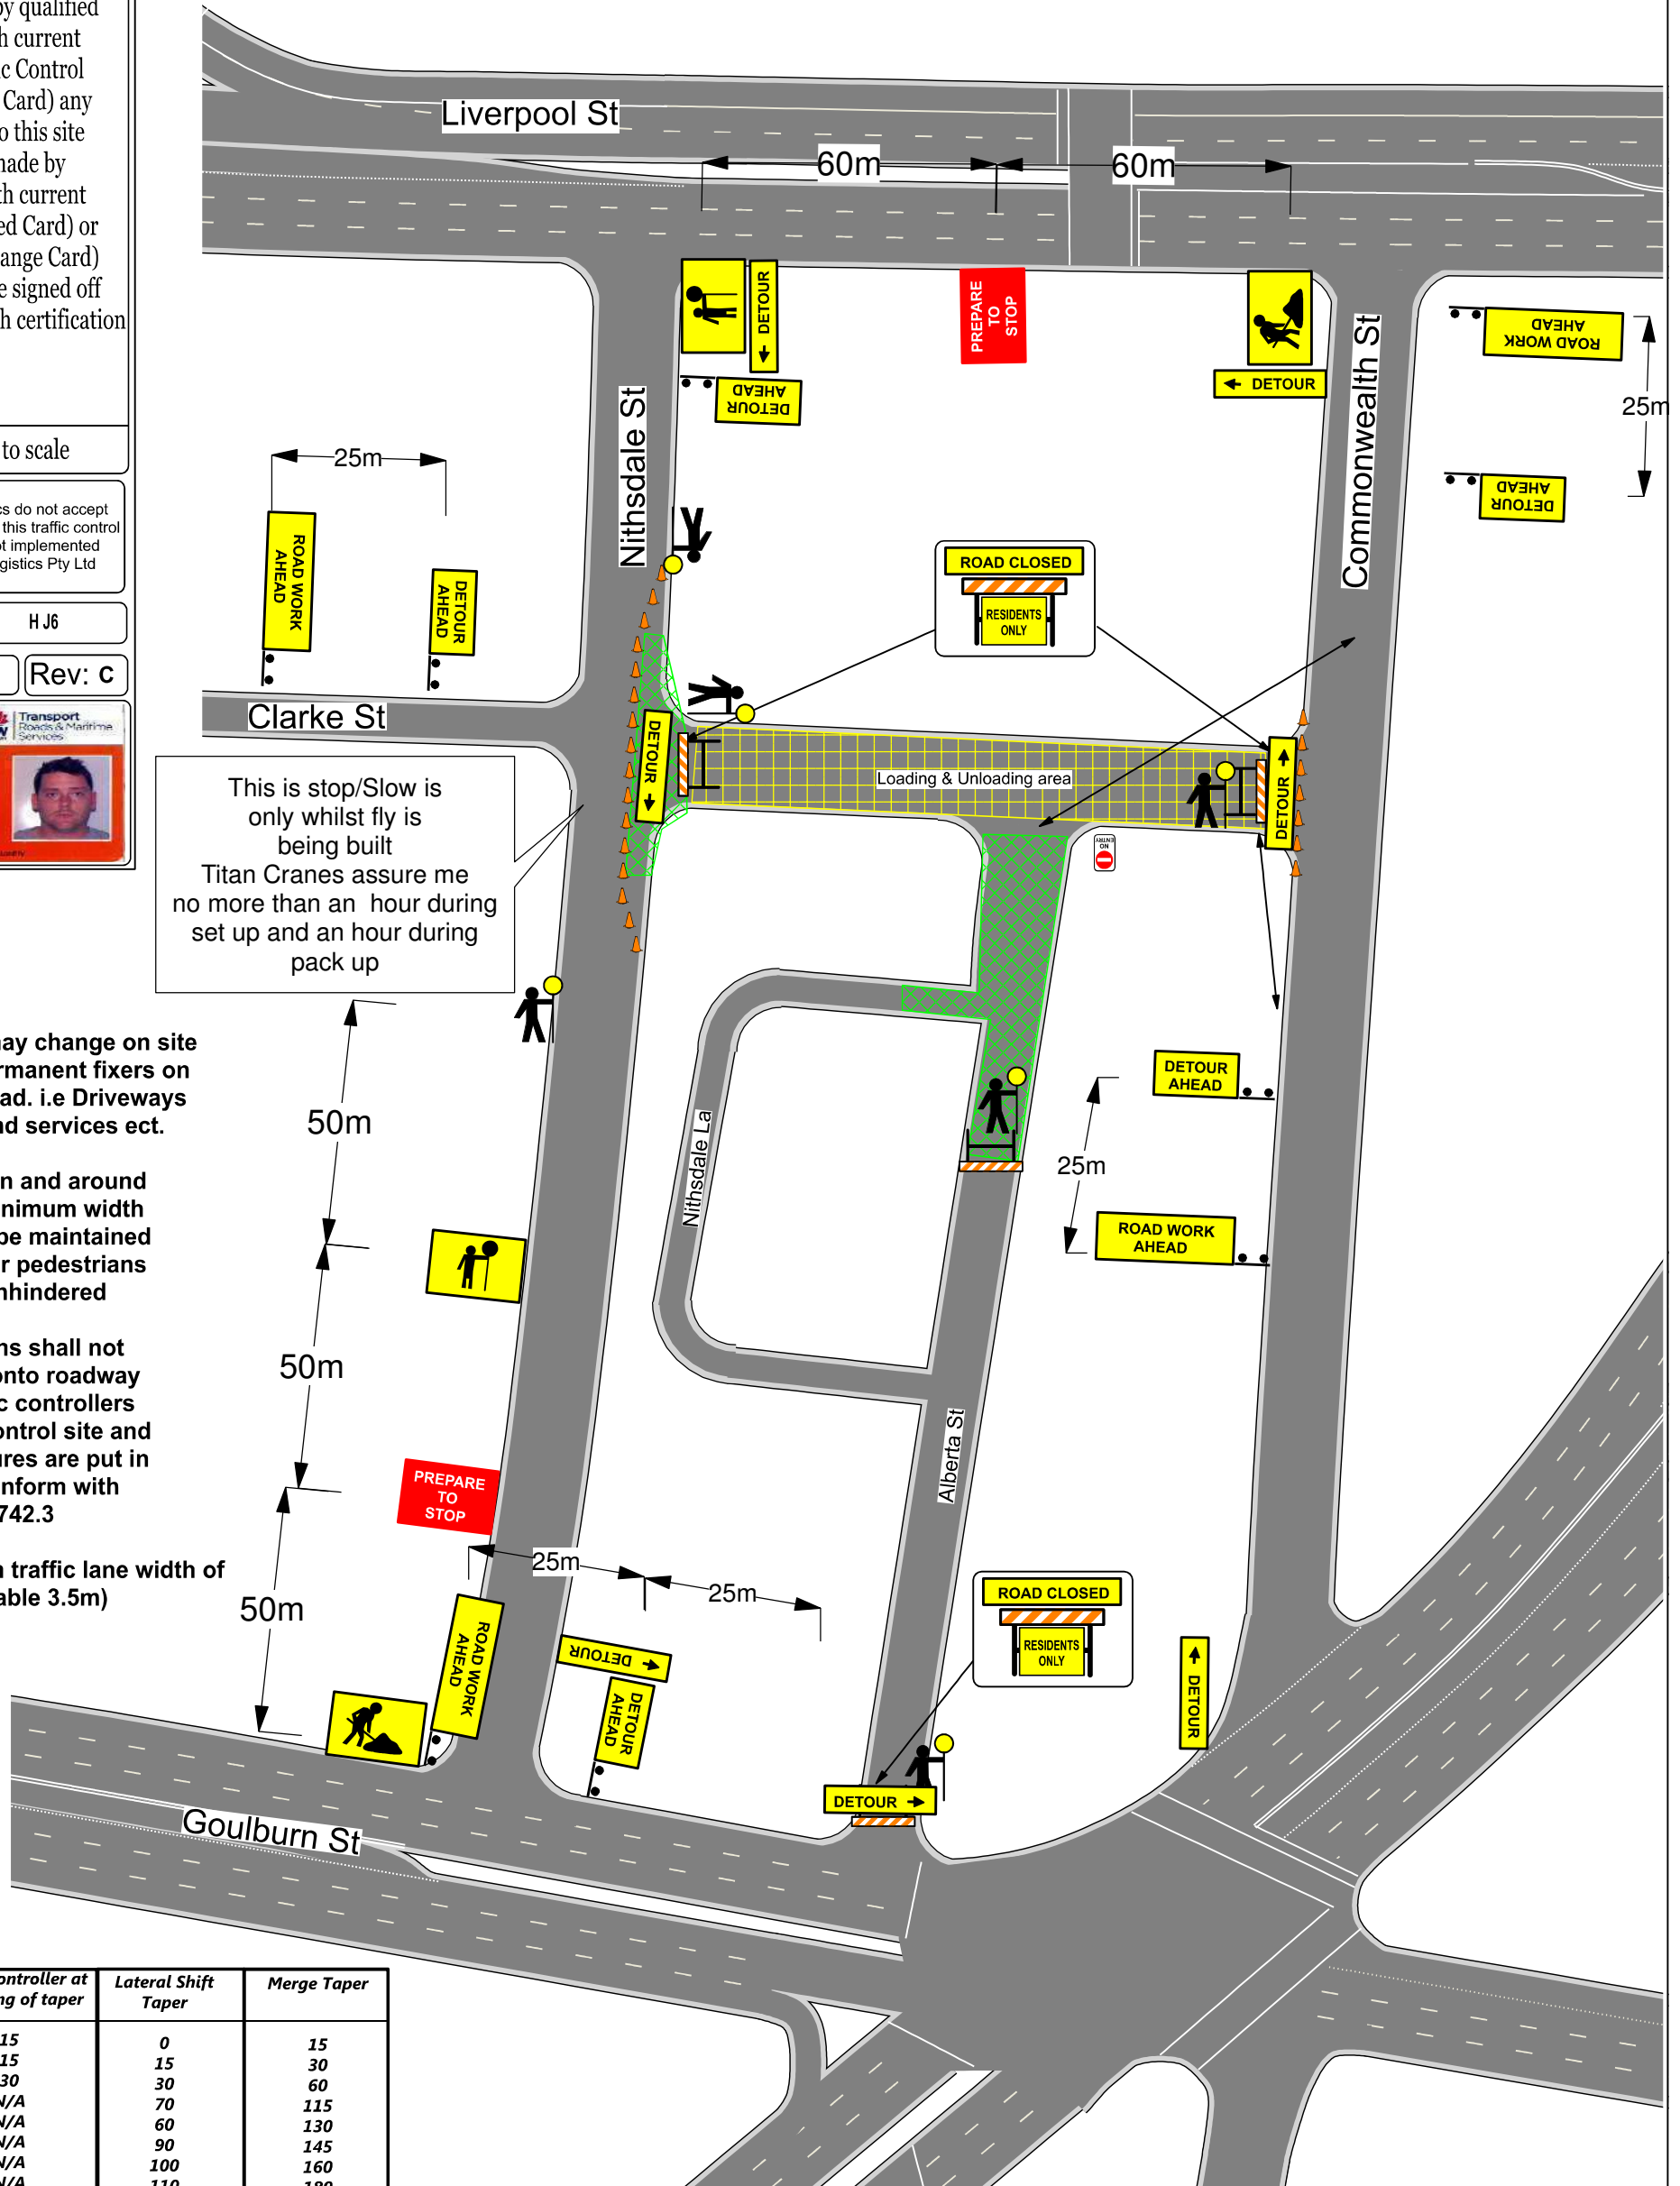 by qualified
h current
c Control
Card) any
o this site
made by
th current
ed Card) or
ange Card)
e signed off
h certification
to scale
cs do not accept
this traffic control
ot implemented
gistics Pty Ltd
H J6
Rev: C
Transport
Roads & Maritime
Services
Liverpool St
60m
60m
DETOUR
PREPARE
TO
STOP
DETOUR
DETOUR
AHEAD
ROAD WORK
AHEAD
25m
DETOUR
AHEAD
Nithsdale St
Commonwealth St
25m
ROAD WORK
AHEAD
DETOUR
AHEAD
ROAD CLOSED
RESIDENTS
ONLY
Clarke St
DETOUR
Loading & Unloading area
DETOUR
NO
ENTRY
This is stop/Slow is
only whilst fly is
being built
Titan Cranes assure me
no more than an hour during
set up and an hour during
pack up
50m
50m
50m
may change on site
rmanent fixers on
ad. i.e Driveways
nd services ect.
n and around
nimum width
be maintained
r pedestrians
nhindered
ns shall not
onto roadway
c controllers
ontrol site and
ures are put in
nform with
742.3
n traffic lane width of
able 3.5m)
DETOUR
AHEAD
25m
ROAD WORK
AHEAD
Nithsdale La
Alberta St
PREPARE
TO
STOP
25m
25m
ROAD WORK
AHEAD
DETOUR
DETOUR
AHEAD
ROAD CLOSED
RESIDENTS
ONLY
DETOUR
DETOUR
Goulburn St
ontroller at
ng of taper
Lateral Shift
Taper
Merge Taper
15 0 15
15 15 30
30 30 60
N/A 70 115
N/A 60 130
N/A 90 145
N/A 100 160
N/A 110 180